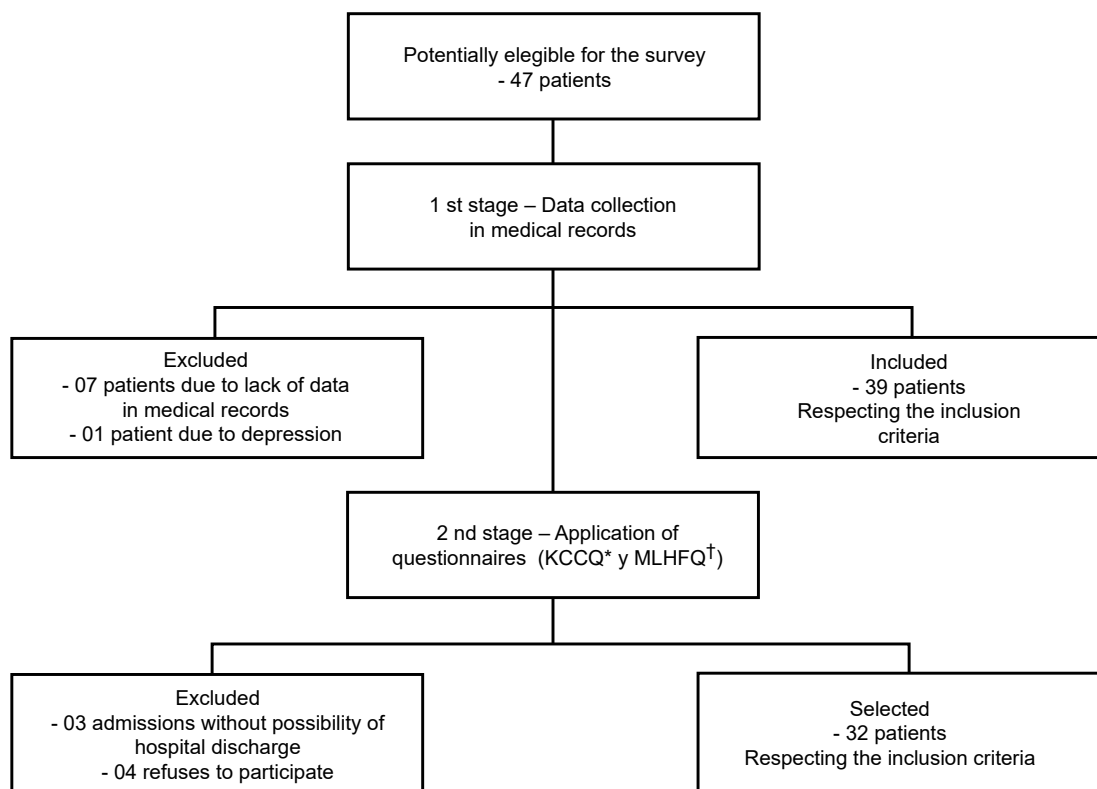 Potentially elegible for the survey
- 47 patients
1 st stage – Data collection
in medical records
Excluded
- 07 patients due to lack of data
in medical records
- 01 patient due to depression
Included
- 39 patients
Respecting the inclusion
criteria
2 nd stage – Application of
questionnaires (KCCQ* y MLHFQ†)
Excluded
- 03 admissions without possibility of
hospital discharge
- 04 refuses to participate
Selected
- 32 patients
Respecting the inclusion criteria